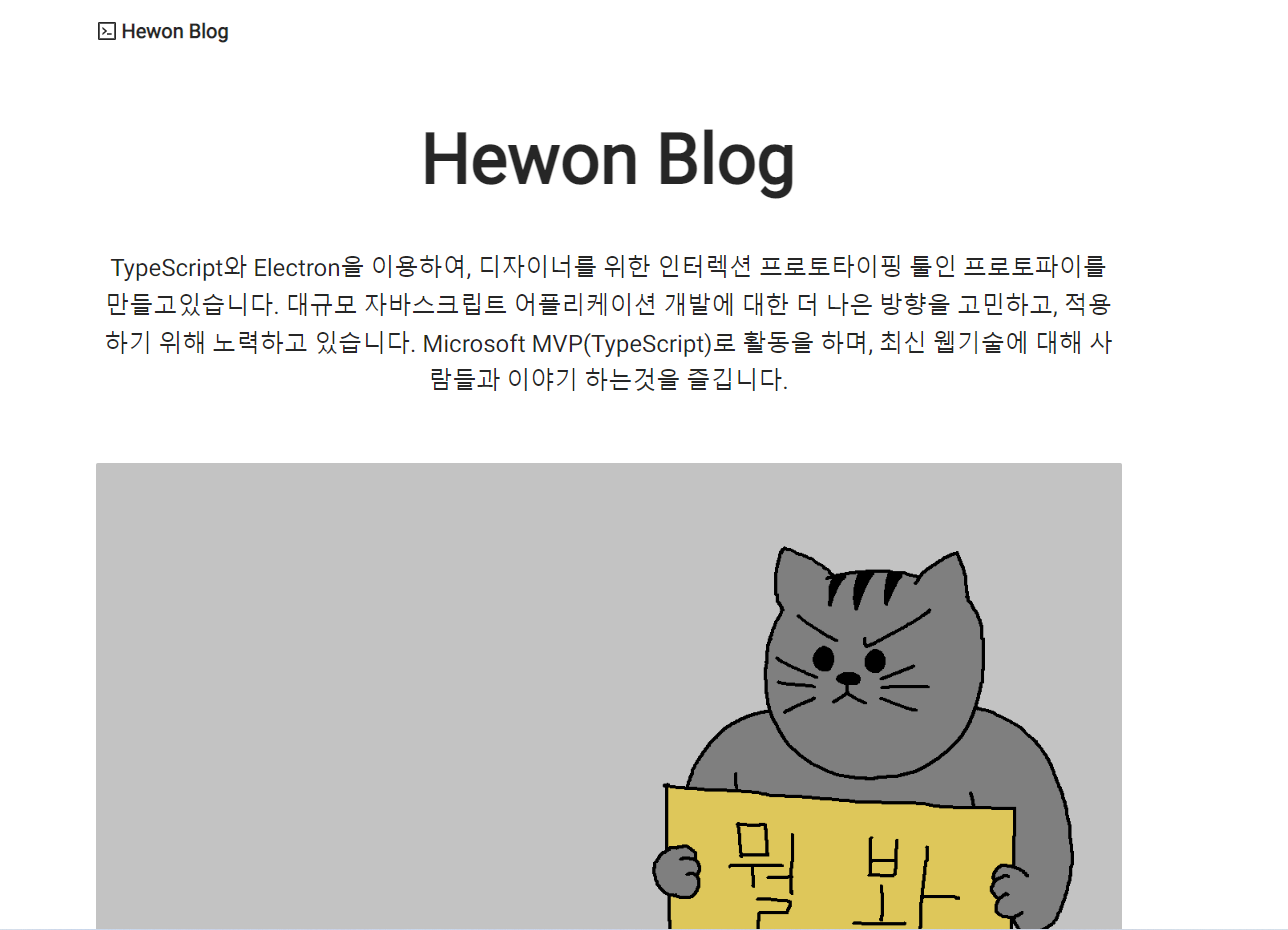 Hewon Blog
Hewon Blog
TypeScript와 Electron을 이용하여, 디자이너를 위한 인터렉션 프로토타이핑 툴인 프로토파이를
만들고있습니다. 대규모 자바스크립트 어플리케이션 개발에 대한 더 나은 방향을 고민하고, 적용
하기 위해 노력하고 있습니다. Microsoft MVP(TypeScript)로 활동을 하며, 최신 웹기술에 대해 사
람들과 이야기 하는것을 즐깁니다.
뭘 봐